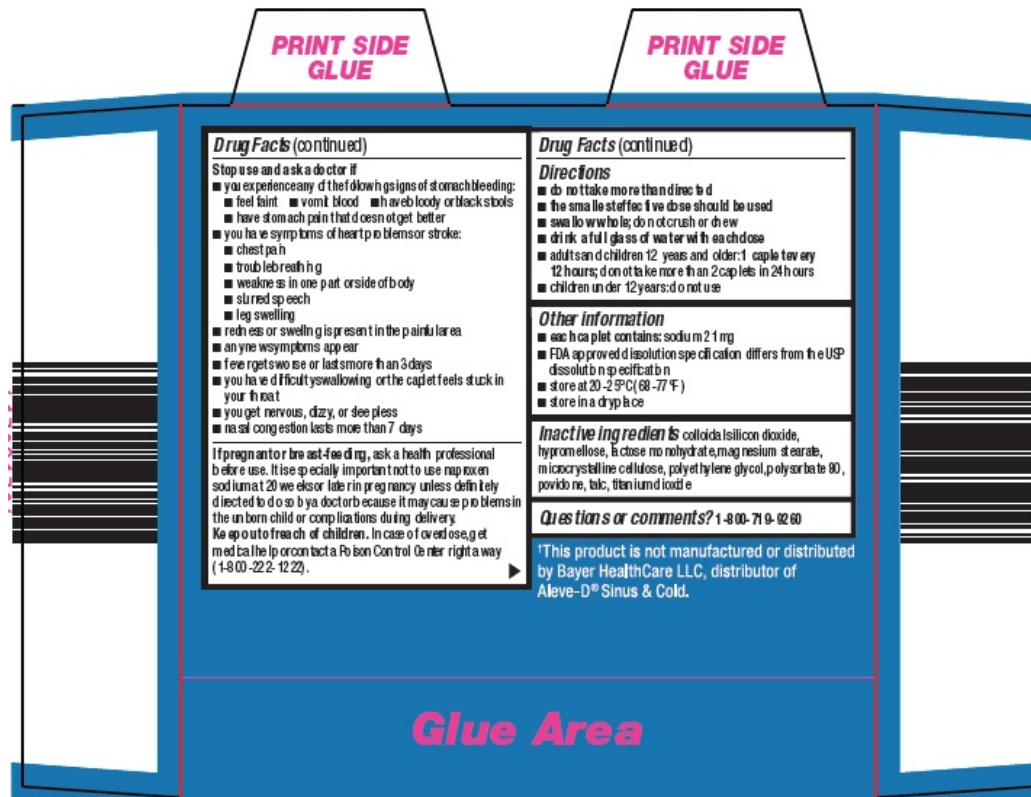 PRINT SIDE
GLUE
PRINT SIDE
GLUE
Drug Facts (continued)
Stop use and ask a doctor if
■ you experience any of the following signs of stomach bleeding:
■ feel faint ■ vomit blood ■ have bloody or black stools
■ have stomach pain that does not get better
■ you have symptoms of heart problems or stroke:
■ chest pain
■ trouble breathing
■ weakness in one part or side of body
■ slurred speech
■ leg swelling
■ redness or swelling is present in the painful area
■ any new symptoms appear
■ fever gets worse or lasts more than 3 days
■ you have difficulty swallowing or the caplet feels stuck in
your throat
■ you get nervous, dizzy, or sleepless
■ nasal congestion lasts more than 7 days
If pregnant or breast-feeding, ask a health professional
before use. It is especially important not to use naproxen
sodium at 20 weeks or later in pregnancy unless definitely
directed to do so by a doctor because it may cause problems in
the unborn child or complications during delivery.
Keep out of reach of children. In case of overdose, get
medical help or contact a Poison Control Center right away
(1-800-222-1222).
Drug Facts (continued)
Directions
■ do not take more than directed
■ the smallest effective dose should be used
■ swallow whole; do not crush or chew
■ drink a full glass of water with each dose
■ adults and children 12 years and older: 1 caplet every
12 hours; do not take more than 2 caplets in 24 hours
■ children under 12 years: do not use
Other information
■ each caplet contains: sodium 21 mg
■ FDA approved dissolution specification differs from the USP
dissolution specification
■ store at 20-25°C (68-77°F)
■ store in a dry place
Inactive ingredients colloidal silicon dioxide,
hypromellose, lactose monohydrate, magnesium stearate,
microcrystalline cellulose, polyethylene glycol, polysorbate 80,
povidone, talc, titanium dioxide
Questions or comments? 1-800-719-9260
†This product is not manufactured or distributed
by Bayer HealthCare LLC, distributor of
Aleve-D® Sinus & Cold.
Glue Area